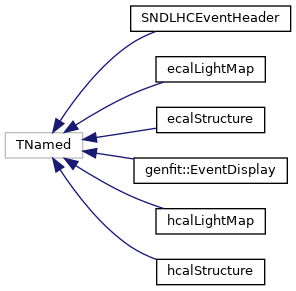 SNDLHCEventHeader
ecalLightMap
ecalStructure
TNamed
genfit::EventDisplay
hcalLightMap
hcalStructure